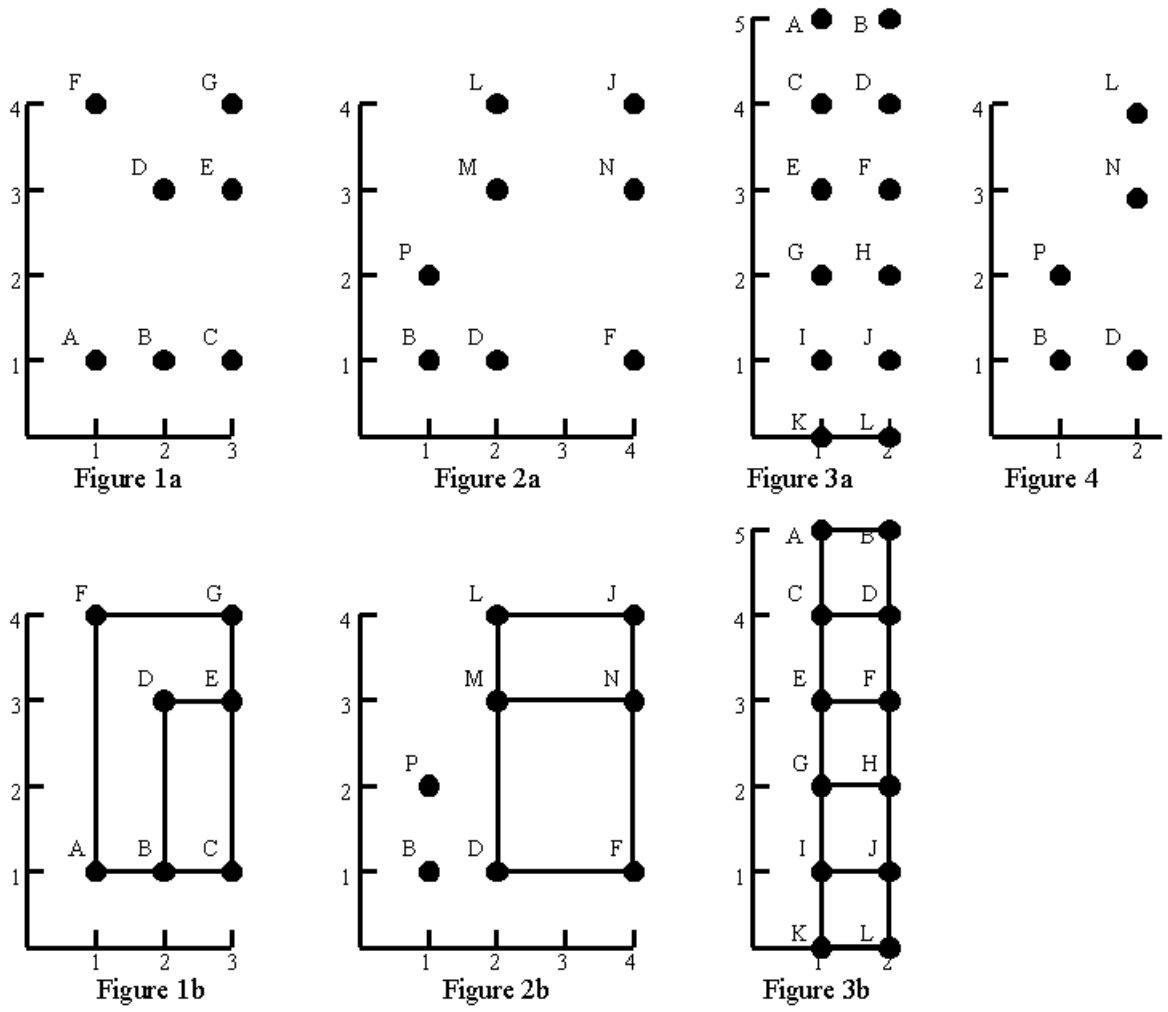 5 A B
F G L J C D L
4 4 4 4
D E M N E F N
3 3 3 3
P G H P
2 2 2 2
A B C B D F I J B D
1 1 1 1
K L
1 2 3 1 2 3 4 1 2 1 2
Figure 1a Figure 2a Figure 3a Figure 4
5 A B
F G L J C D
4 4 4
D E M N E F
3 3 3
P G H
2 2 2
A B C B D F I J
1 1 1
K L
1 2 3 1 2 3 4 1 2
Figure 1b Figure 2b Figure 3b